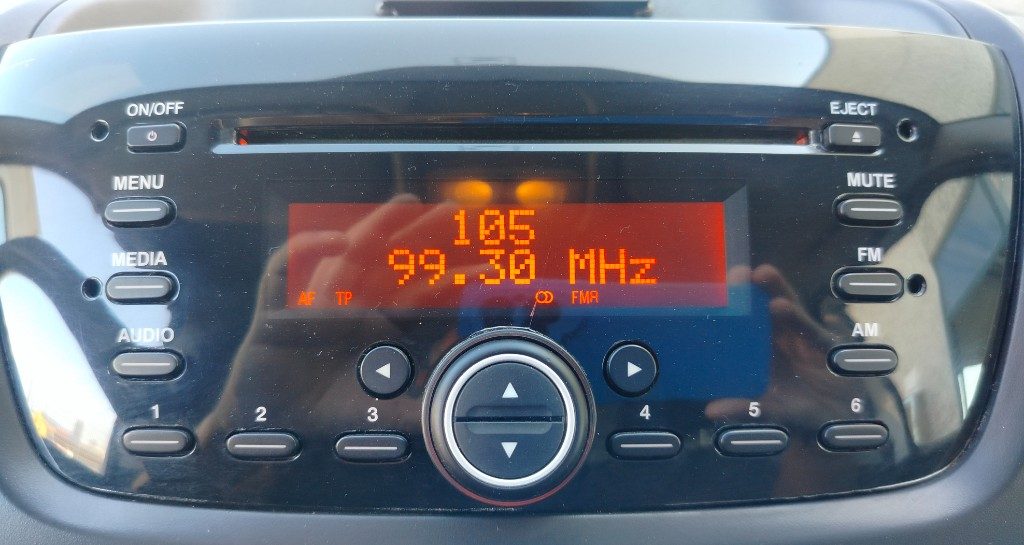 ON/OFF
EJECT
MENU
MUTE
MEDIA
FM
AUDIO
AM
105
99.30 MHz
AF TP FMA
1 2 3 4 5 6